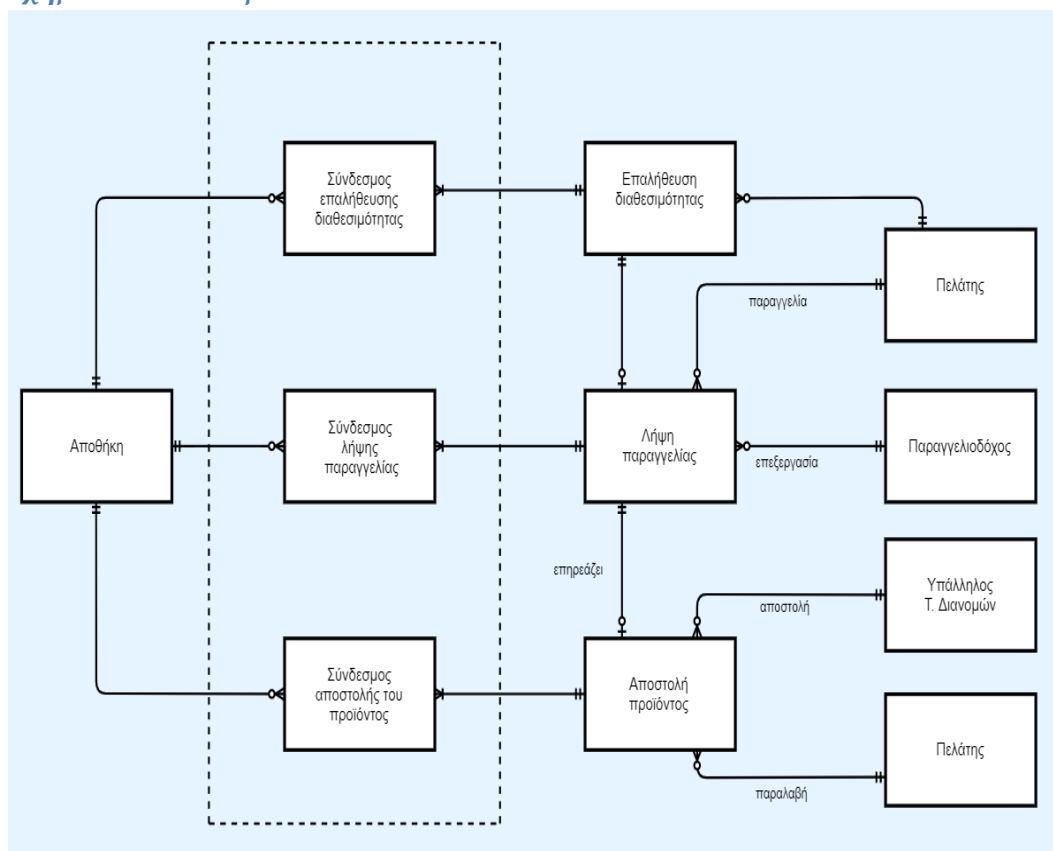 Σύνδεσμος
επαλήθευσης
διαθεσιμότητας
Επαλήθευση
διαθεσιμότητας
Πελάτης
παραγγελία
Αποθήκη
Σύνδεσμος
λήψης
παραγγελίας
Λήψη
παραγγελίας
επεξεργασία
Παραγγελιοδόχος
επηρεάζει
αποστολή
Υπάλληλος
Τ. Διανομών
Σύνδεσμος
αποστολής του
προϊόντος
Αποστολή
προϊόντος
παραλαβή
Πελάτης